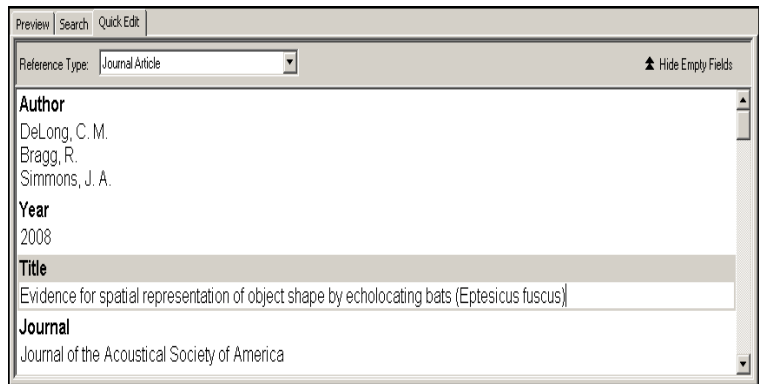 Preview Search Quick Edit
Reference Type: Journal Article Hide Empty Fields
Author
DeLong, C. M.
Bragg, R.
Simmons, J. A.
Year
2008
Title
Evidence for spatial representation of object shape by echolocating bats (Eptesicus fuscus)
Journal
Journal of the Acoustical Society of America